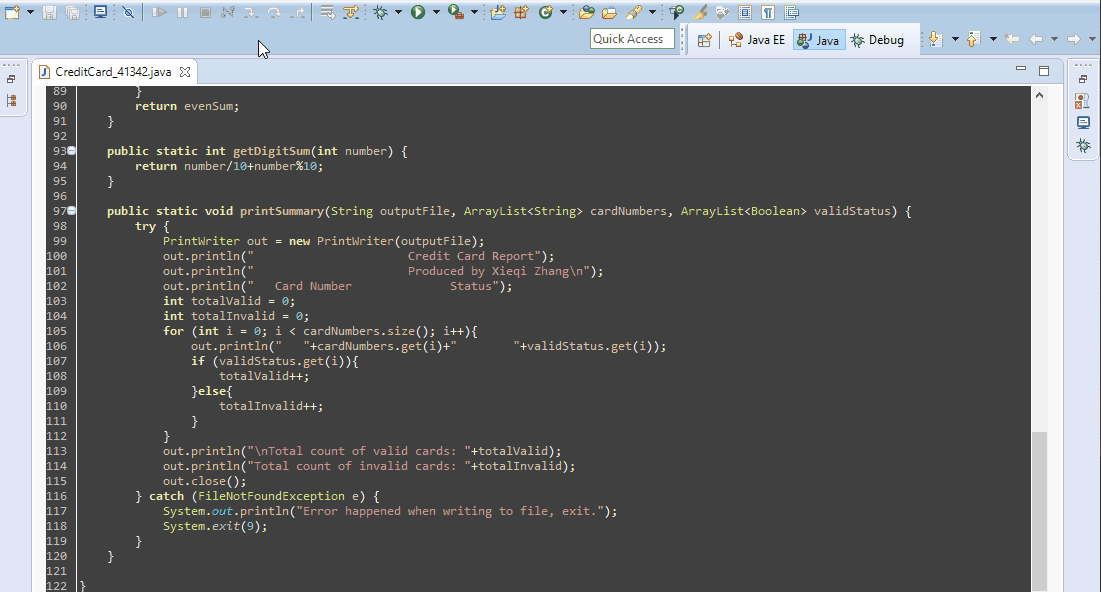 Quick Access
Java EE
Java
Debug
CreditCard_41342.java
89 }
90 return evenSum;
91 }
92
93 public static int getDigitSum(int number) {
94 return number/10+number%10;
95 }
96
97 public static void printSummary(String outputFile, ArrayList<String> cardNumbers, ArrayList<Boolean> validStatus) {
98 try {
99 PrintWriter out = new PrintWriter(outputFile);
100 out.println("                      Credit Card Report");
101 out.println("                      Produced by Xieqi Zhang\n");
102 out.println("   Card Number              Status");
103 int totalValid = 0;
104 int totalInvalid = 0;
105 for (int i = 0; i < cardNumbers.size(); i++){
106 out.println("   "+cardNumbers.get(i)+"        "+validStatus.get(i));
107 if (validStatus.get(i)){
108 totalValid++;
109 }else{
110 totalInvalid++;
111 }
112 }
113 out.println("\nTotal count of valid cards: "+totalValid);
114 out.println("Total count of invalid cards: "+totalInvalid);
115 out.close();
116 } catch (FileNotFoundException e) {
117 System.out.println("Error happened when writing to file, exit.");
118 System.exit(9);
119 }
120 }
121
122 }